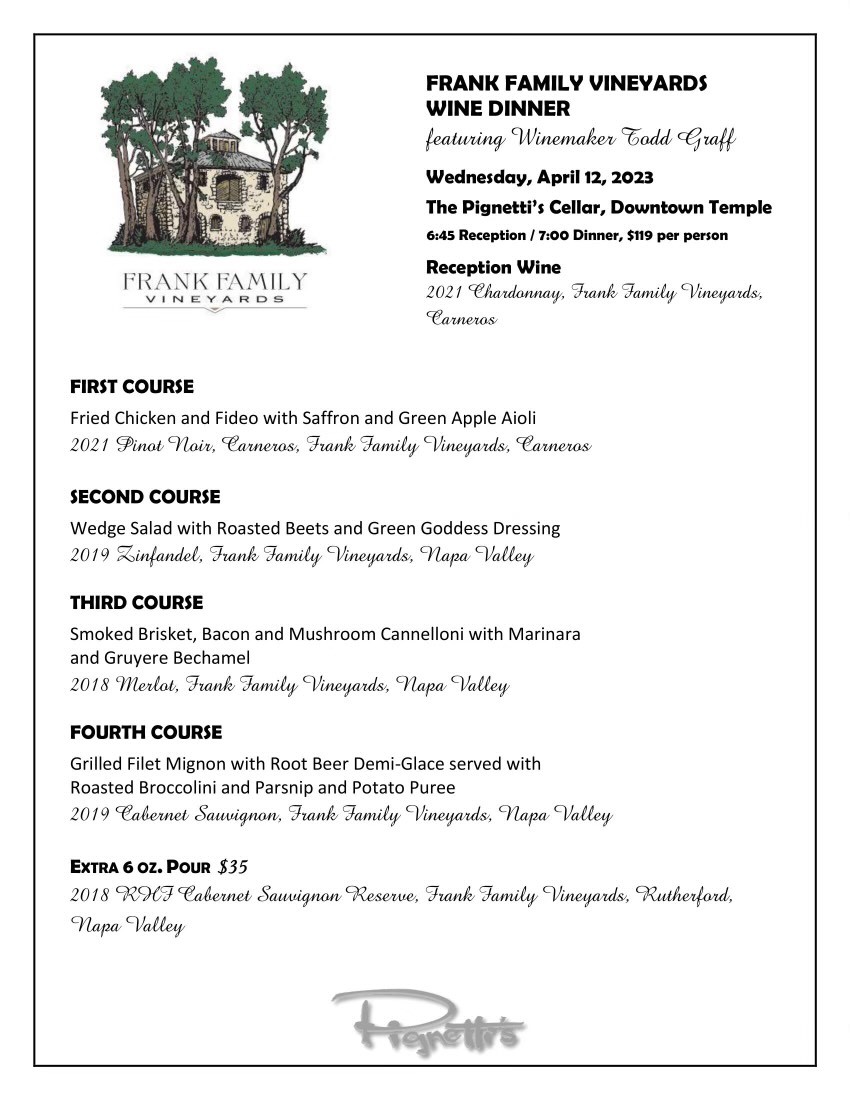 FRANK FAMILY
VINEYARDS
FRANK FAMILY VINEYARDS
WINE DINNER
featuring Winemaker Todd Graff
Wednesday, April 12, 2023
The Pignetti's Cellar, Downtown Temple
6:45 Reception / 7:00 Dinner, $119 per person
Reception Wine
2021 Chardonnay, Frank Family Vineyards,
Carneros
FIRST COURSE
Fried Chicken and Fideo with Saffron and Green Apple Aioli
2021 Pinot Noir, Carneros, Frank Family Vineyards, Carneros
SECOND COURSE
Wedge Salad with Roasted Beets and Green Goddess Dressing
2019 Zinfandel, Frank Family Vineyards, Napa Valley
THIRD COURSE
Smoked Brisket, Bacon and Mushroom Cannelloni with Marinara
and Gruyere Bechamel
2018 Merlot, Frank Family Vineyards, Napa Valley
FOURTH COURSE
Grilled Filet Mignon with Root Beer Demi-Glace served with
Roasted Broccolini and Parsnip and Potato Puree
2019 Cabernet Sauvignon, Frank Family Vineyards, Napa Valley
EXTRA 6 OZ. POUR $35
2018 RHF Cabernet Sauvignon Reserve, Frank Family Vineyards, Rutherford,
Napa Valley
Pignetti's